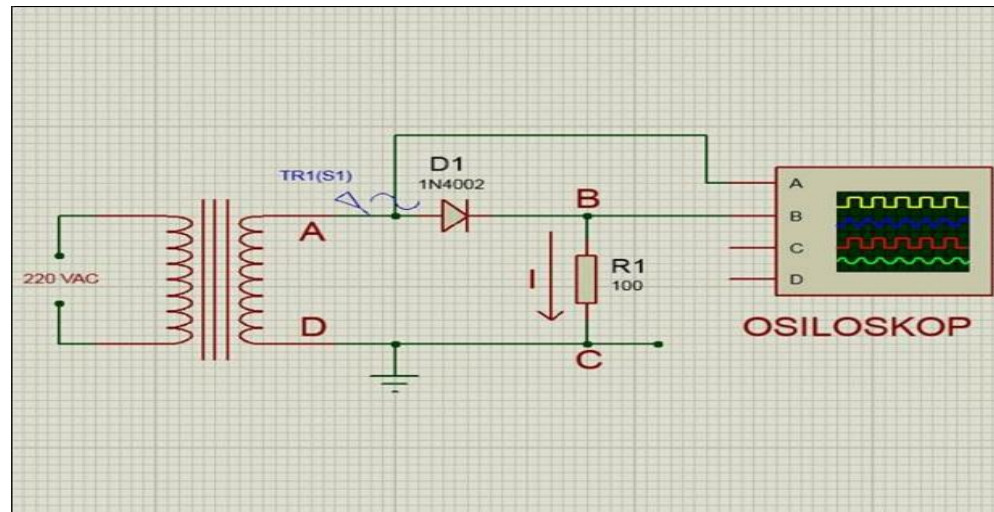 D1
1N4002
TR1(S1)
A
B
A
B
C
D
220 VAC
I
R1
100
D
C
OSILOSKOP